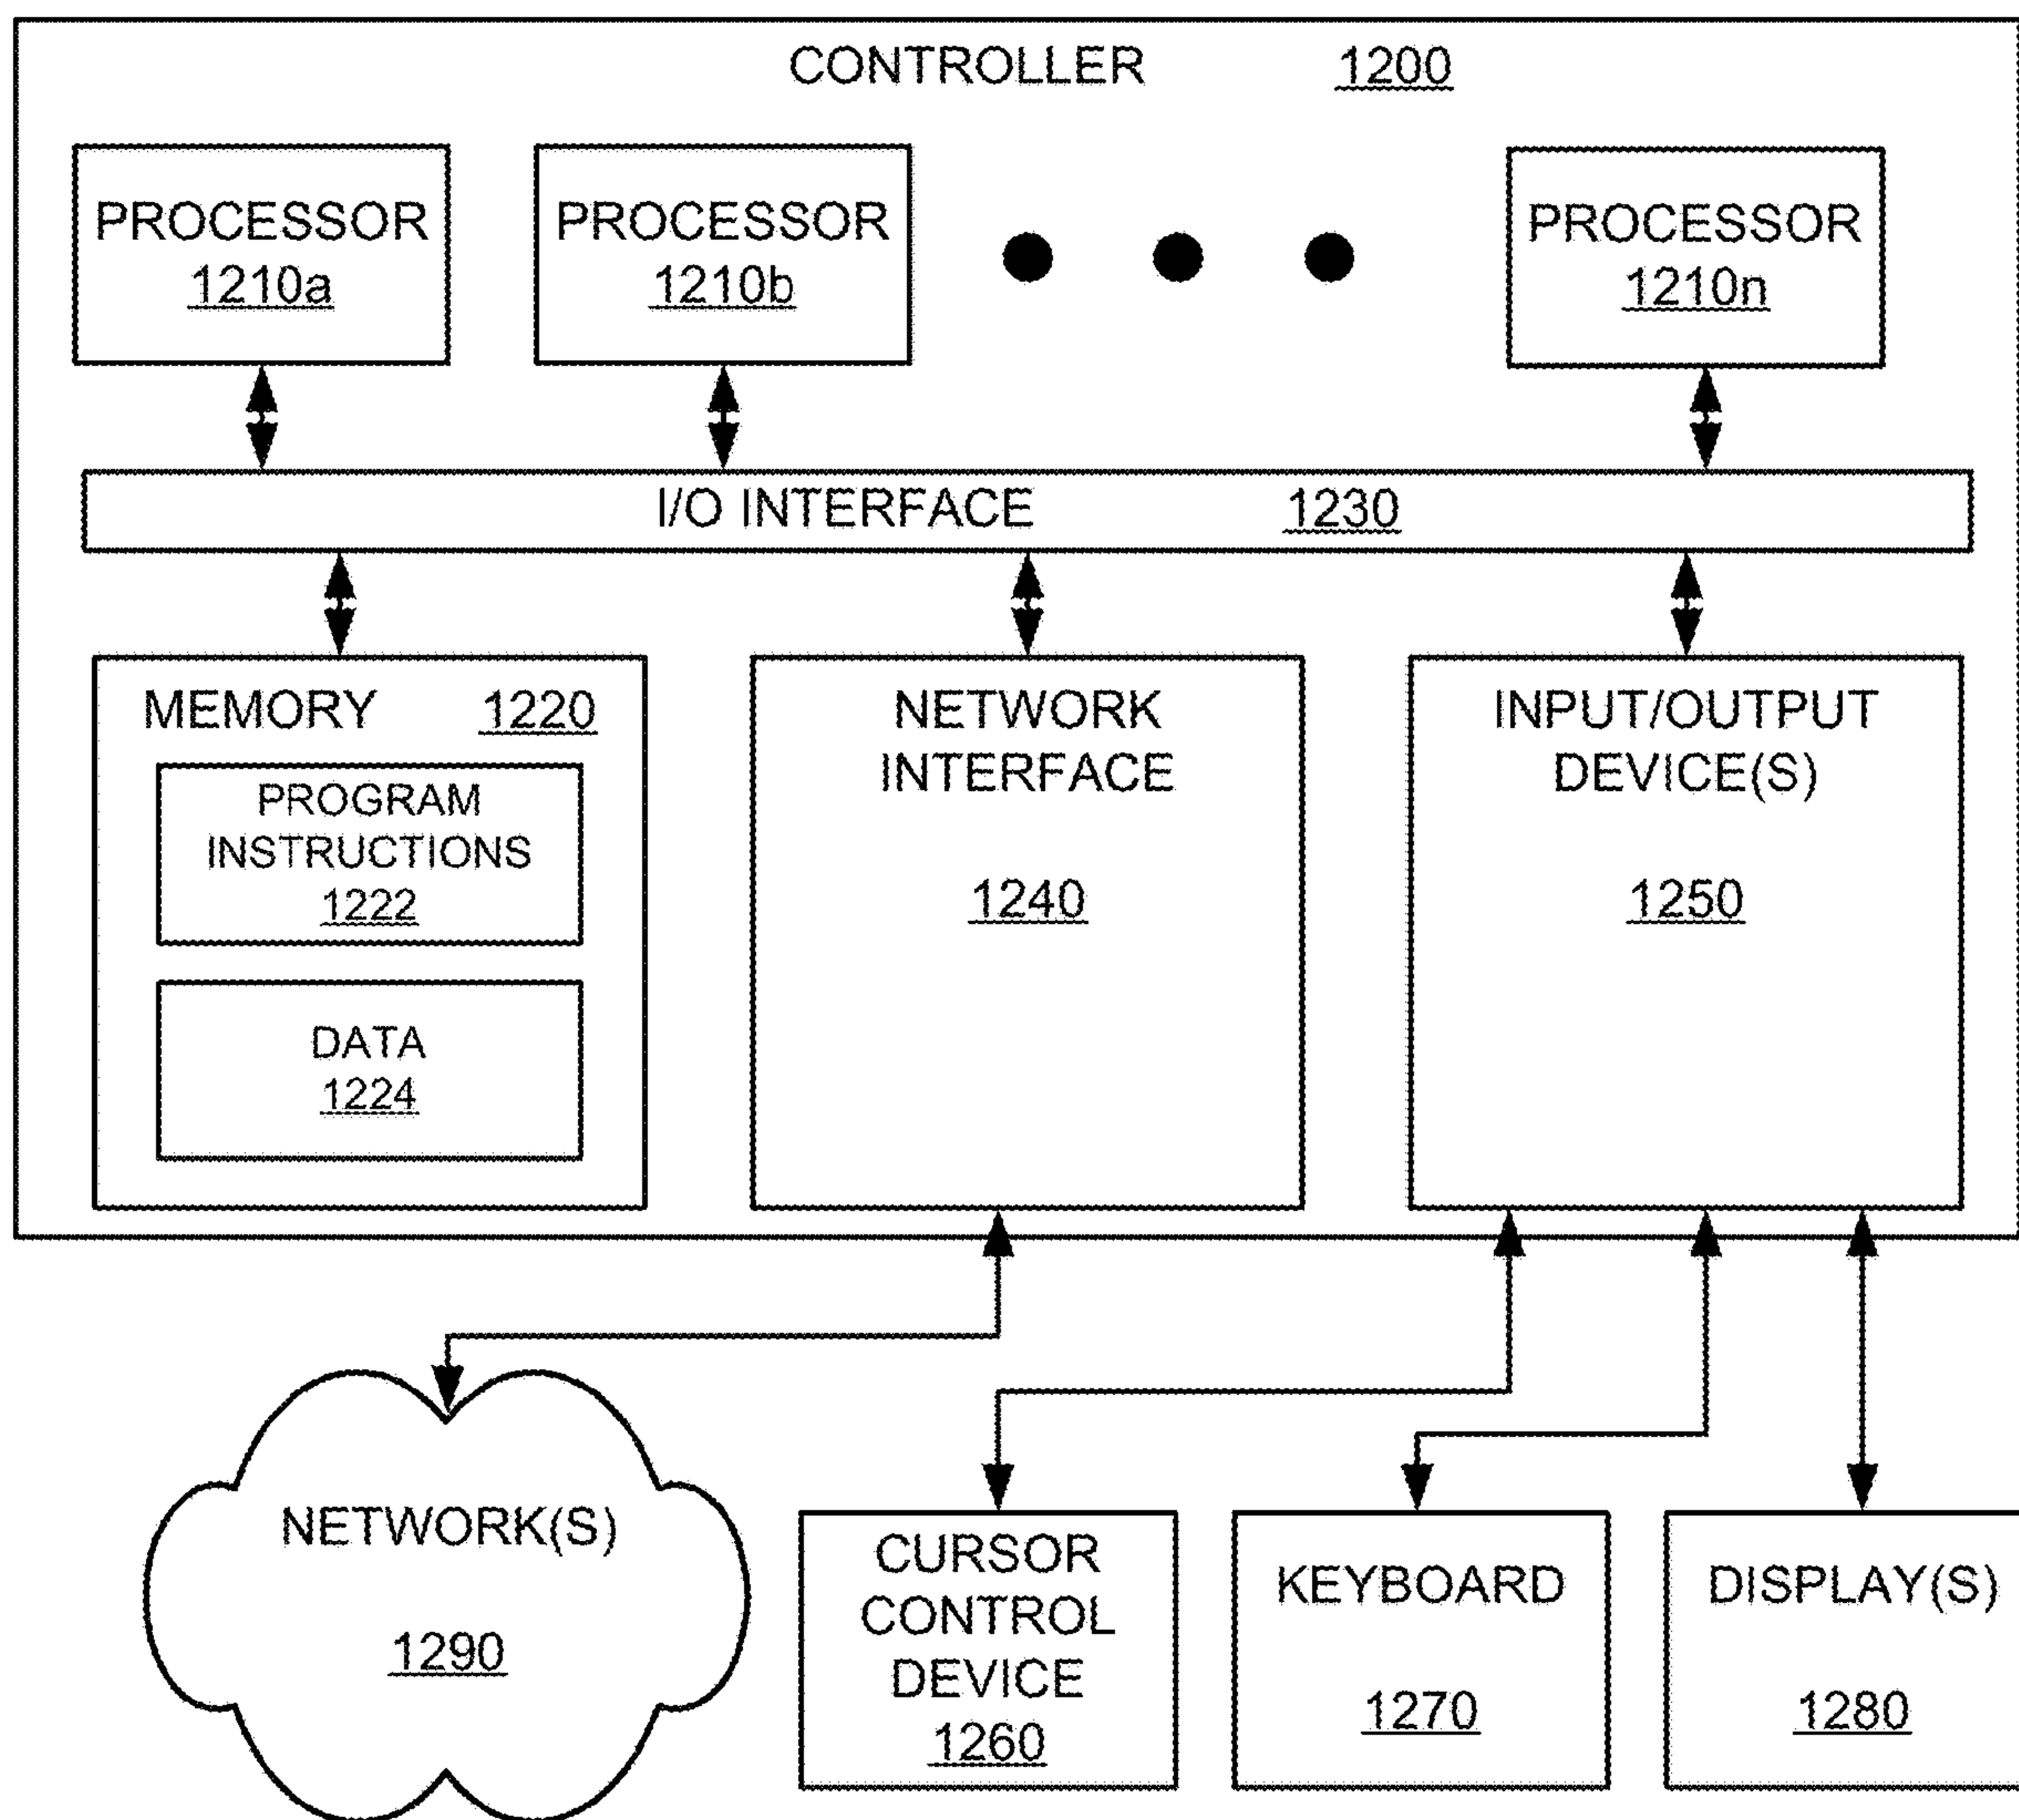 CONTROLLER 1200
PROCESSOR
1210a
PROCESSOR
1210b
PROCESSOR
1210n
I/O INTERFACE 1230
MEMORY 1220
PROGRAM
INSTRUCTIONS
1222
DATA
1224
NETWORK
INTERFACE
1240
INPUT/OUTPUT
DEVICE(S)
1250
NETWORK(S)
1290
CURSOR
CONTROL
DEVICE
1260
KEYBOARD
1270
DISPLAY(S)
1280